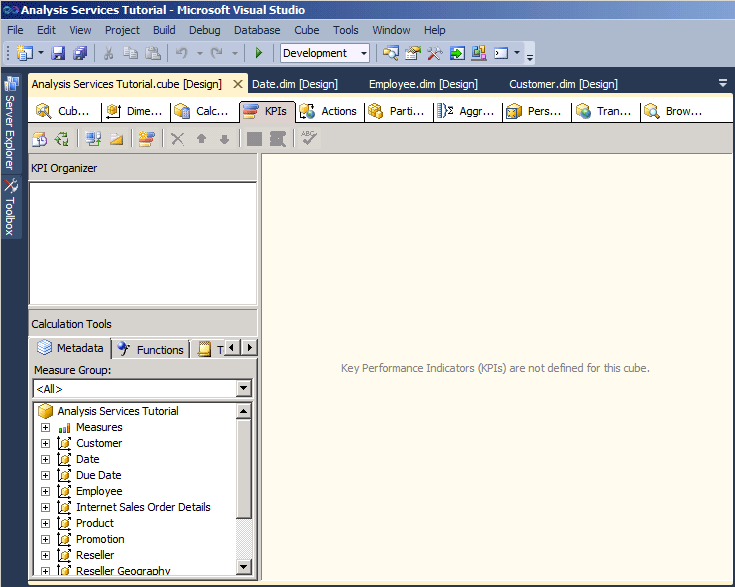 Analysis Services Tutorial - Microsoft Visual Studio
File Edit View Project Build Debug Database Cube Tools Window Help
Development
Analysis Services Tutorial.cube [Design] Date.dim [Design] Employee.dim [Design] Customer.dim [Design]
Cub... Dime... Calc... KPIs Actions Parti... Aggr... Pers... Tran... Brow...
ABC
Server Explorer
Toolbox
KPI Organizer
Calculation Tools
Metadata Functions T
Measure Group:
<All>
Analysis Services Tutorial
Measures
Customer
Date
Due Date
Employee
Internet Sales Order Details
Product
Promotion
Reseller
Reseller Geography
Key Performance Indicators (KPIs) are not defined for this cube.